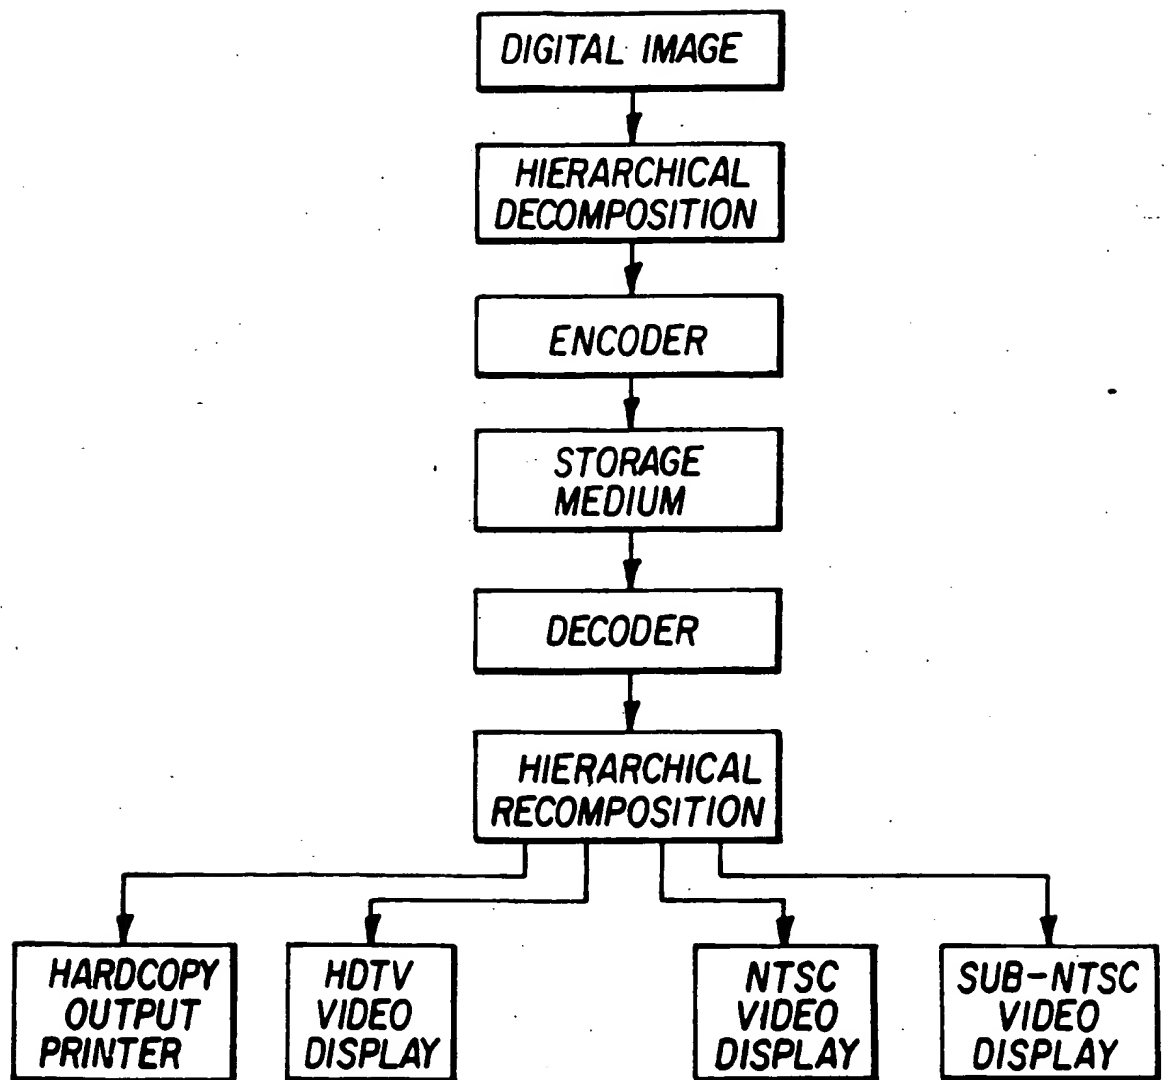 DIGITAL IMAGE
HIERARCHICAL
DECOMPOSITION
ENCODER
STORAGE
MEDIUM
DECODER
HIERARCHICAL
RECOMPOSITION
HARDCOPY
OUTPUT
PRINTER
HDTV
VIDEO
DISPLAY
NTSC
VIDEO
DISPLAY
SUB-NTSC
VIDEO
DISPLAY